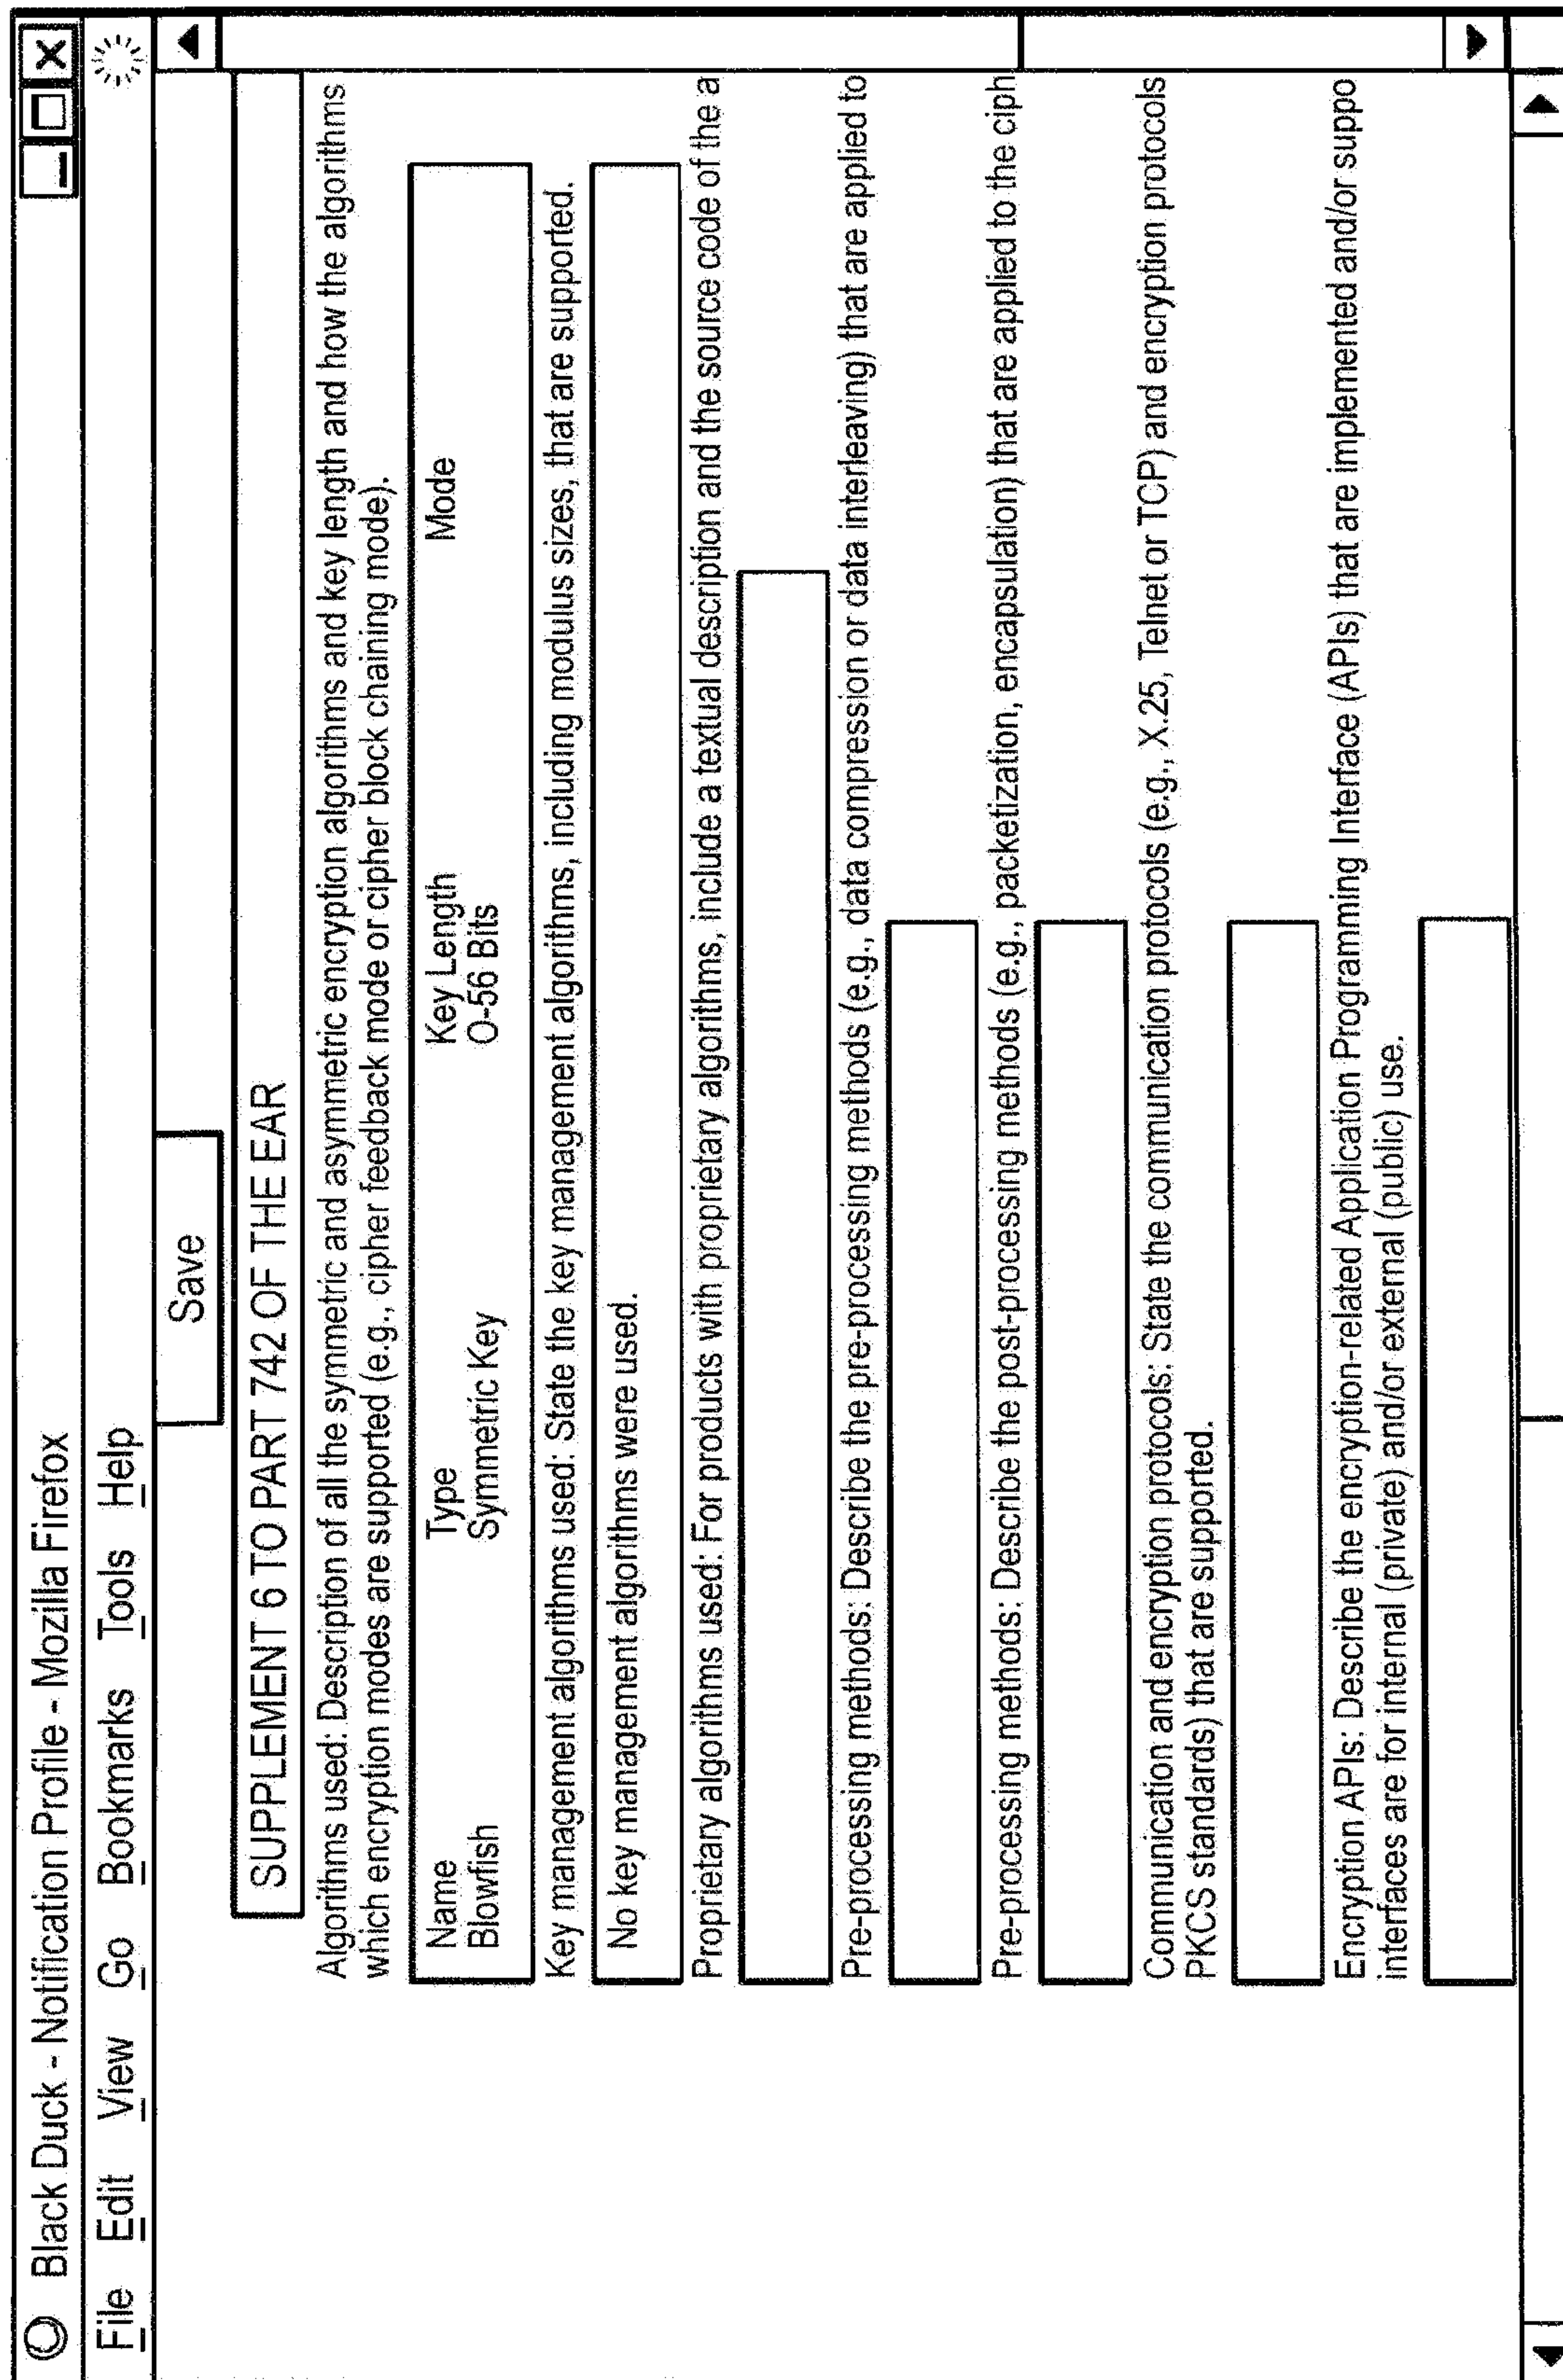 Black Duck - Notification Profile - Mozilla Firefox
File Edit View Go Bookmarks Tools Help
Save
SUPPLEMENT 6 TO PART 742 OF THE EAR
Algorithms used: Description of all the symmetric and asymmetric encryption algorithms and key length and how the algorithms
which encryption modes are supported (e.g., cipher feedback mode or cipher block chaining mode).
Name Type Key Length Mode
Blowfish Symmetric Key O-56 Bits
Key management algorithms used: State the key management algorithms, including modulus sizes, that are supported.
No key management algorithms were used.
Proprietary algorithms used: For products with proprietary algorithms, include a textual description and the source code of the a
Pre-processing methods: Describe the pre-processing methods (e.g., data compression or data interleaving) that are applied to
Pre-processing methods: Describe the post-processing methods (e.g., packetization, encapsulation) that are applied to the ciph
Communication and encryption protocols: State the communication protocols (e.g., X.25, Telnet or TCP) and encryption protocols
PKCS standards) that are supported.
Encryption APIs: Describe the encryption-related Application Programming Interface (APIs) that are implemented and/or suppo
interfaces are for internal (private) and/or external (public) use.